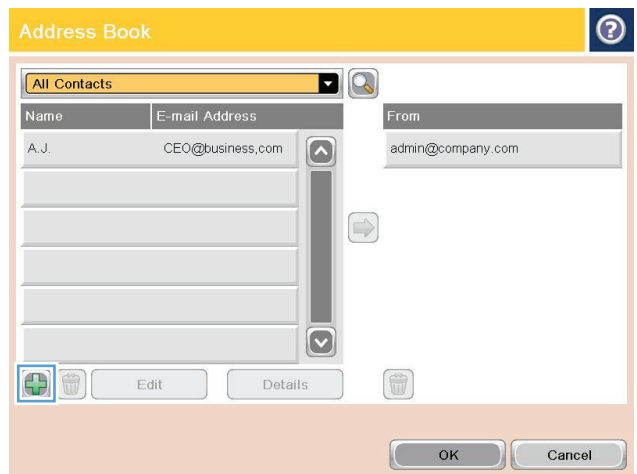 Address Book
?
All Contacts
Name E-mail Address From
A.J. CEO@business,com admin@company.com
Edit Details
OK Cancel